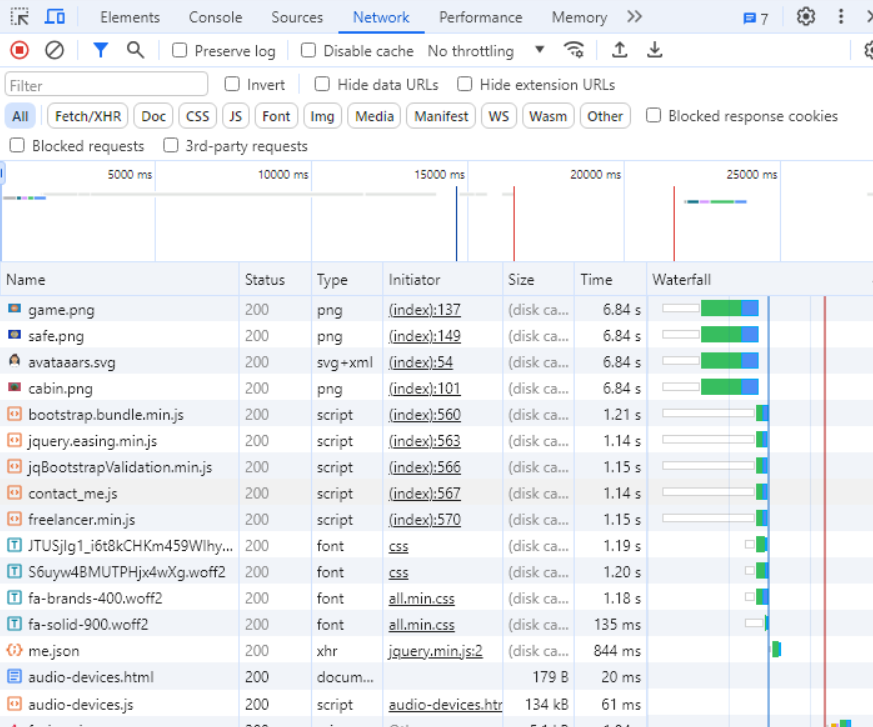 Elements Console Sources Network Performance Memory 7
Preserve log Disable cache No throttling
Filter Invert Hide data URLs Hide extension URLs
All Fetch/XHR Doc CSS JS Font Img Media Manifest WS Wasm Other Blocked response cookies
Blocked requests 3rd-party requests
5000 ms 10000 ms 15000 ms 20000 ms 25000 ms
Name Status Type Initiator Size Time Waterfall
game.png 200 png (index):137 (disk ca... 6.84 s
safe.png 200 png (index):149 (disk ca... 6.84 s
avataaars.svg 200 svg+xml (index):54 (disk ca... 6.84 s
cabin.png 200 png (index):101 (disk ca... 6.84 s
bootstrap.bundle.min.js 200 script (index):560 (disk ca... 1.21 s
jquery.easing.min.js 200 script (index):563 (disk ca... 1.14 s
jqBootstrapValidation.min.js 200 script (index):566 (disk ca... 1.15 s
contact_me.js 200 script (index):567 (disk ca... 1.14 s
freelancer.min.js 200 script (index):570 (disk ca... 1.15 s
JTUSjIg1_i6t8kCHKm459WIhy... 200 font css (disk ca... 1.19 s
S6uyw4BMUTPHjx4wXg.woff2 200 font css (disk ca... 1.20 s
fa-brands-400.woff2 200 font all.min.css (disk ca... 1.18 s
fa-solid-900.woff2 200 font all.min.css (disk ca... 135 ms
me.json 200 xhr jquery.min.js:2 (disk ca... 844 ms
audio-devices.html 200 docum... 179 B 20 ms
audio-devices.js 200 script audio-devices.htr 134 kB 61 ms